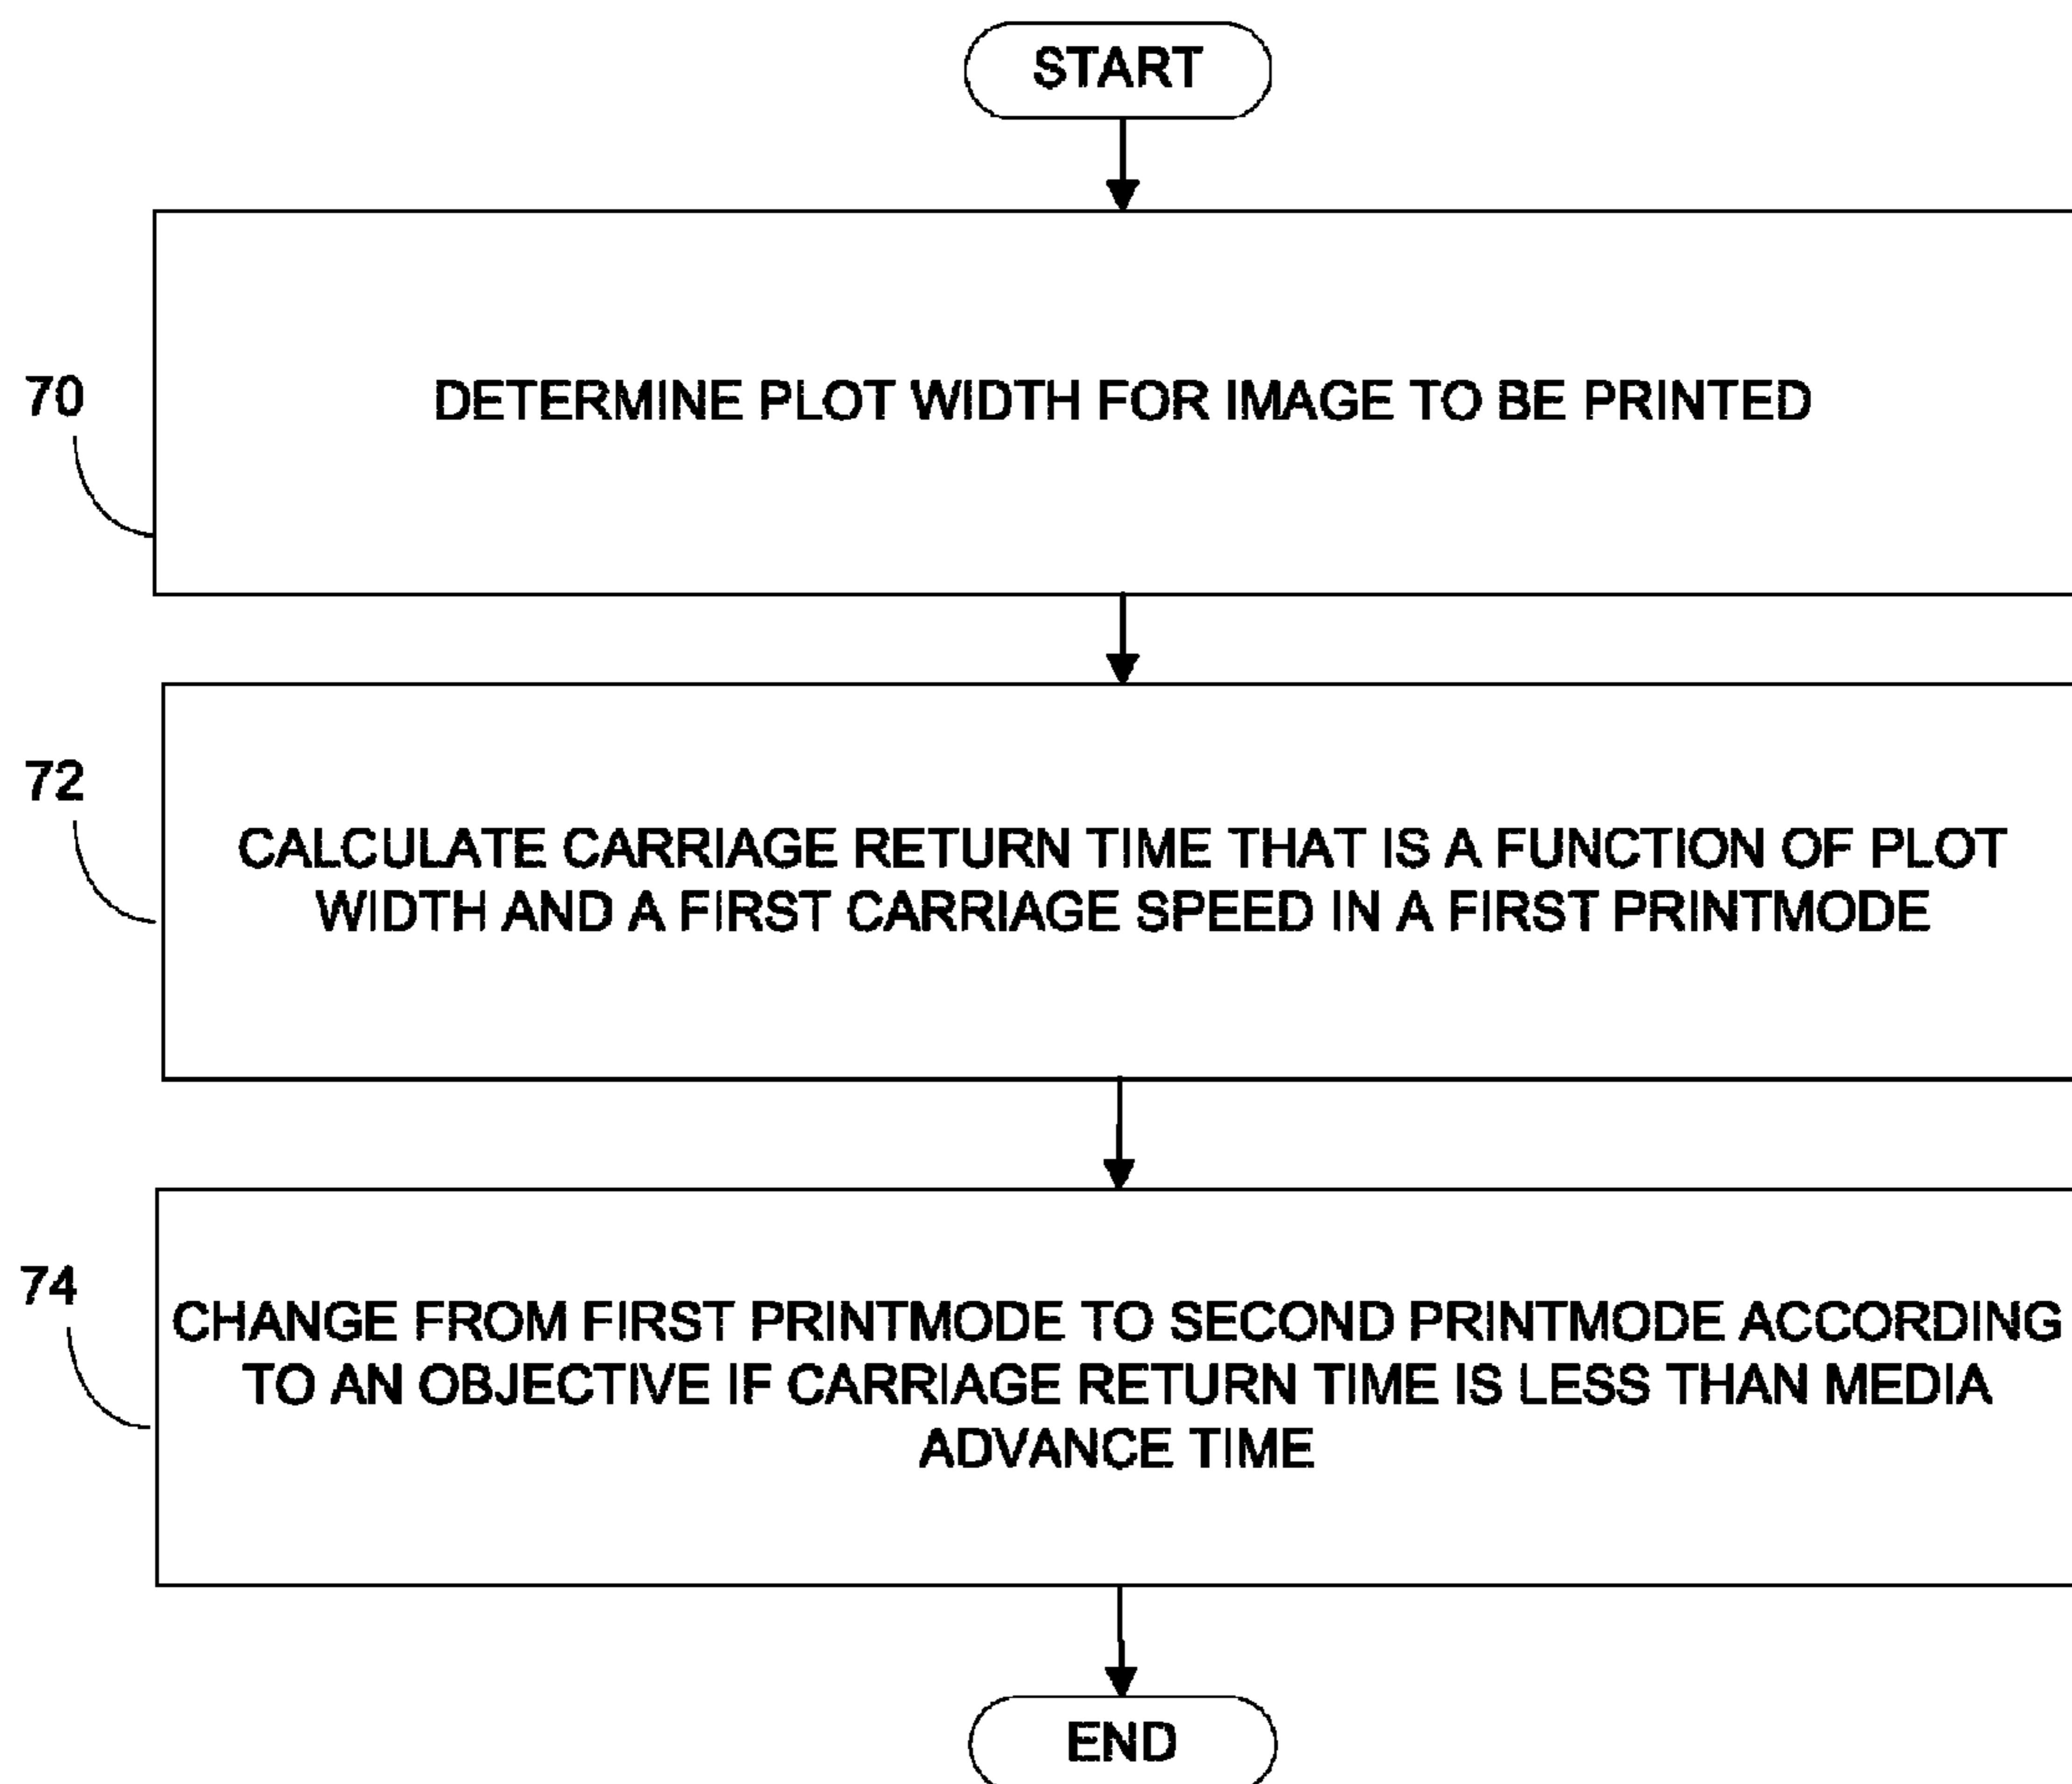 START
70
DETERMINE PLOT WIDTH FOR IMAGE TO BE PRINTED
72
CALCULATE CARRIAGE RETURN TIME THAT IS A FUNCTION OF PLOT
WIDTH AND A FIRST CARRIAGE SPEED IN A FIRST PRINTMODE
74
CHANGE FROM FIRST PRINTMODE TO SECOND PRINTMODE ACCORDING
TO AN OBJECTIVE IF CARRIAGE RETURN TIME IS LESS THAN MEDIA
ADVANCE TIME
END